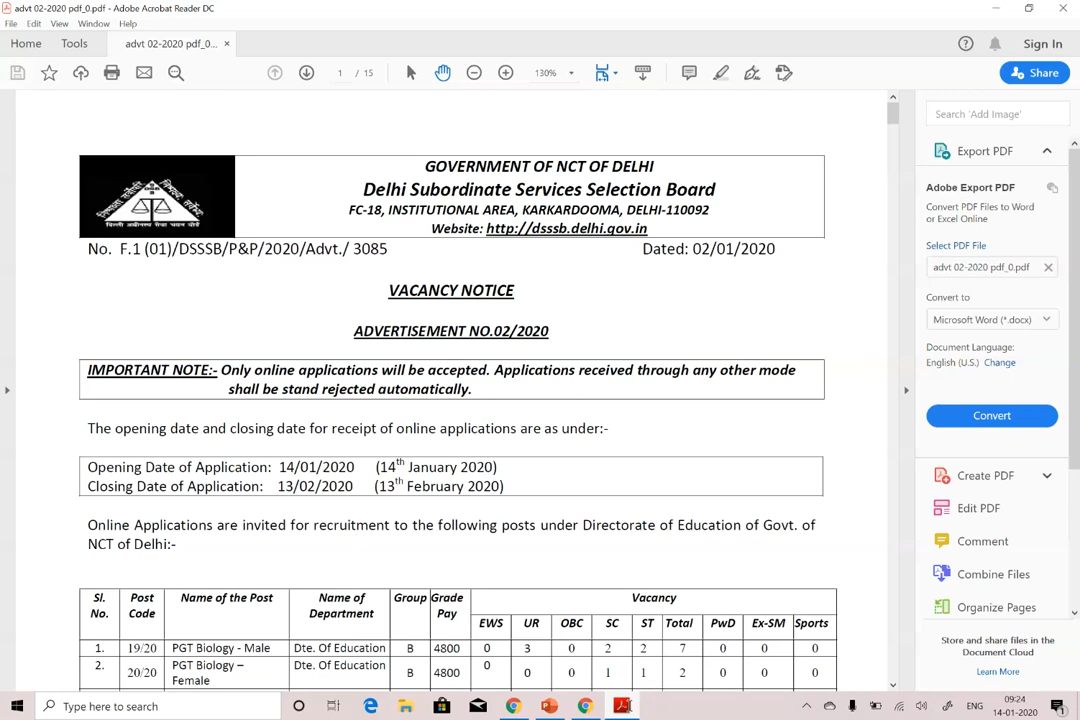 advt 02-2020 pdf_0.pdf - Adobe Acrobat Reader DC
File Edit View Window Help
Home Tools advt 02-2020 pdf_0... × Sign In
1 / 15 130% Share
Search 'Add Image'
Export PDF
Adobe Export PDF
Convert PDF Files to Word
or Excel Online
Select PDF File
advt 02-2020 pdf_0.pdf
Convert to
Microsoft Word (*.docx)
Document Language:
English (U.S.) Change
Convert
Create PDF
Edit PDF
Comment
Combine Files
Organize Pages
Store and share files in the
Document Cloud
Learn More
GOVERNMENT OF NCT OF DELHI
Delhi Subordinate Services Selection Board
FC-18, INSTITUTIONAL AREA, KARKARDOOMA, DELHI-110092
Website: http://dsssb.delhi.gov.in
No. F.1 (01)/DSSSB/P&P/2020/Advt./ 3085 Dated: 02/01/2020
VACANCY NOTICE
ADVERTISEMENT NO.02/2020
IMPORTANT NOTE:- Only online applications will be accepted. Applications received through any other mode
shall be stand rejected automatically.
The opening date and closing date for receipt of online applications are as under:-
Opening Date of Application: 14/01/2020 (14th January 2020)
Closing Date of Application: 13/02/2020 (13th February 2020)
Online Applications are invited for recruitment to the following posts under Directorate of Education of Govt. of
NCT of Delhi:-
Sl. No. Post Code Name of the Post Name of Department Group Grade Pay Vacancy
EWS UR OBC SC ST Total PwD Ex-SM Sports
1. 19/20 PGT Biology - Male Dte. Of Education B 4800 0 3 0 2 2 7 0 0 0
2. 20/20 PGT Biology – Female Dte. Of Education B 4800 0 0 0 1 1 2 0 0 0
Type here to search
ENG 09:24
14-01-2020